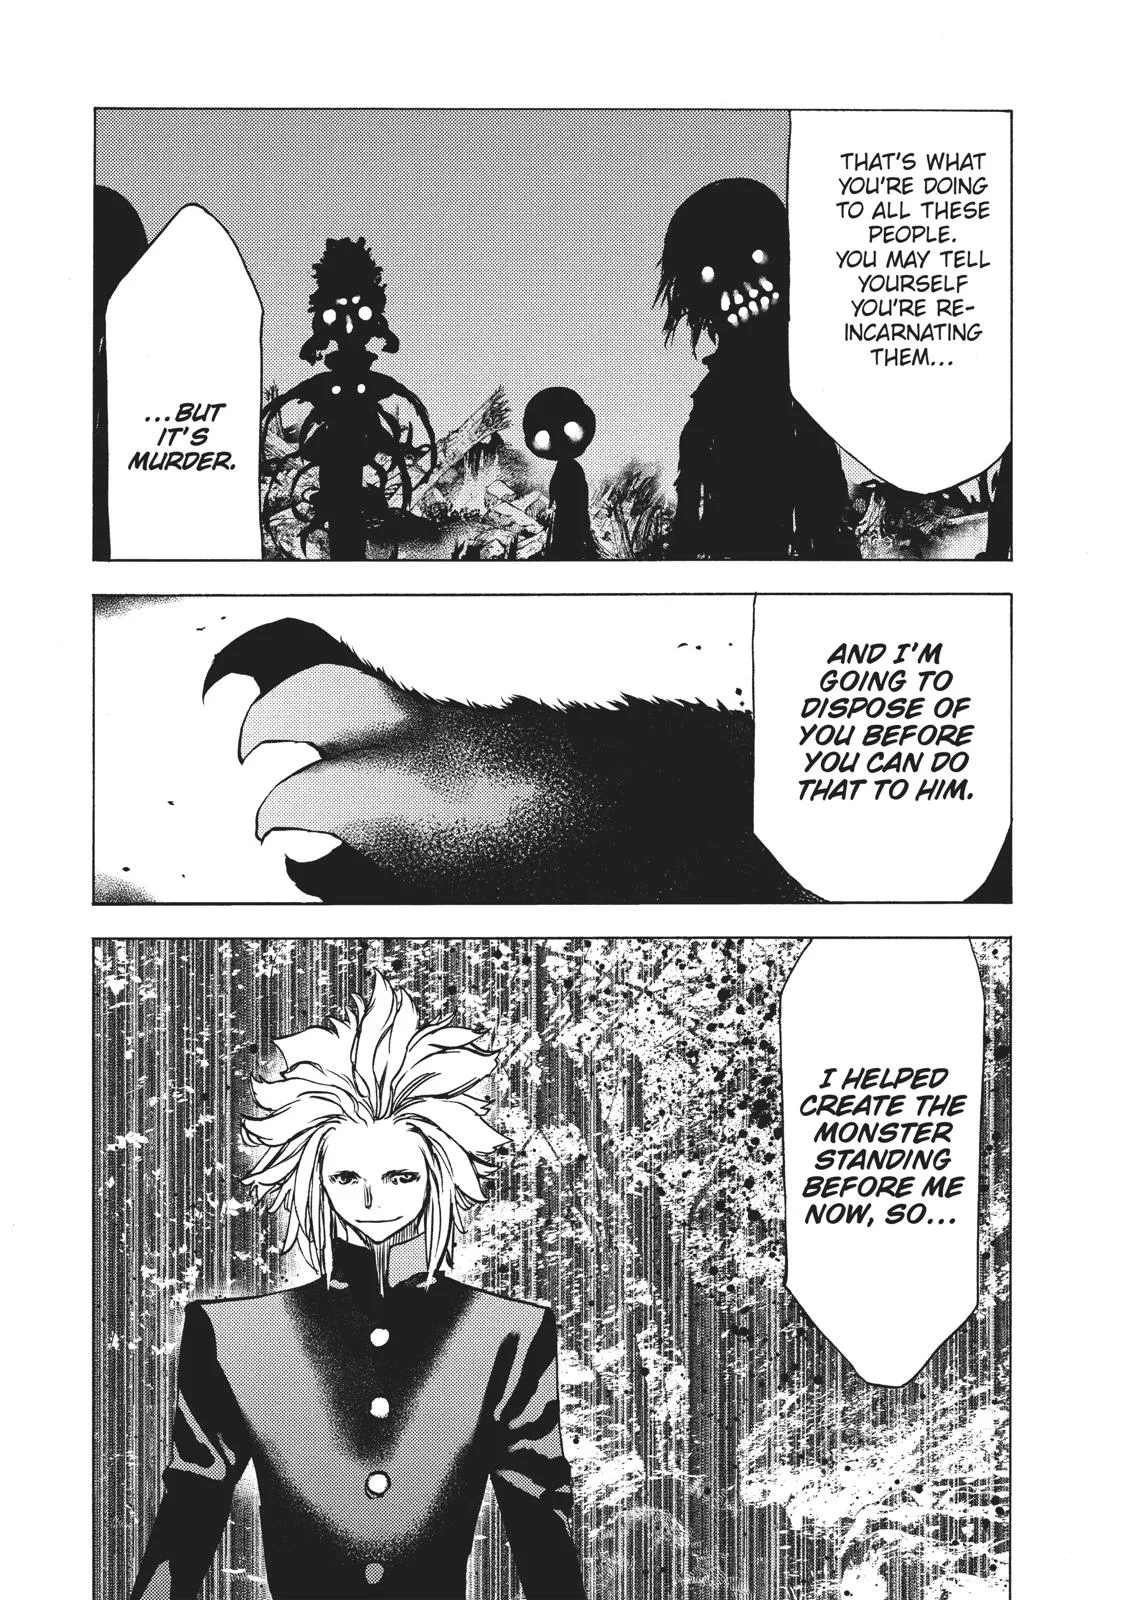 THAT'S WHAT
YOU'RE DOING
TO ALL THESE
PEOPLE.
YOU MAY TELL
YOURSELF
YOU'RE RE-
INCARNATING
THEM...
...BUT
IT'S
MURDER.
AND I'M
GOING TO
DISPOSE OF
YOU BEFORE
YOU CAN DO
THAT TO HIM.
I HELPED
CREATE THE
MONSTER
STANDING
BEFORE ME
NOW, SO...